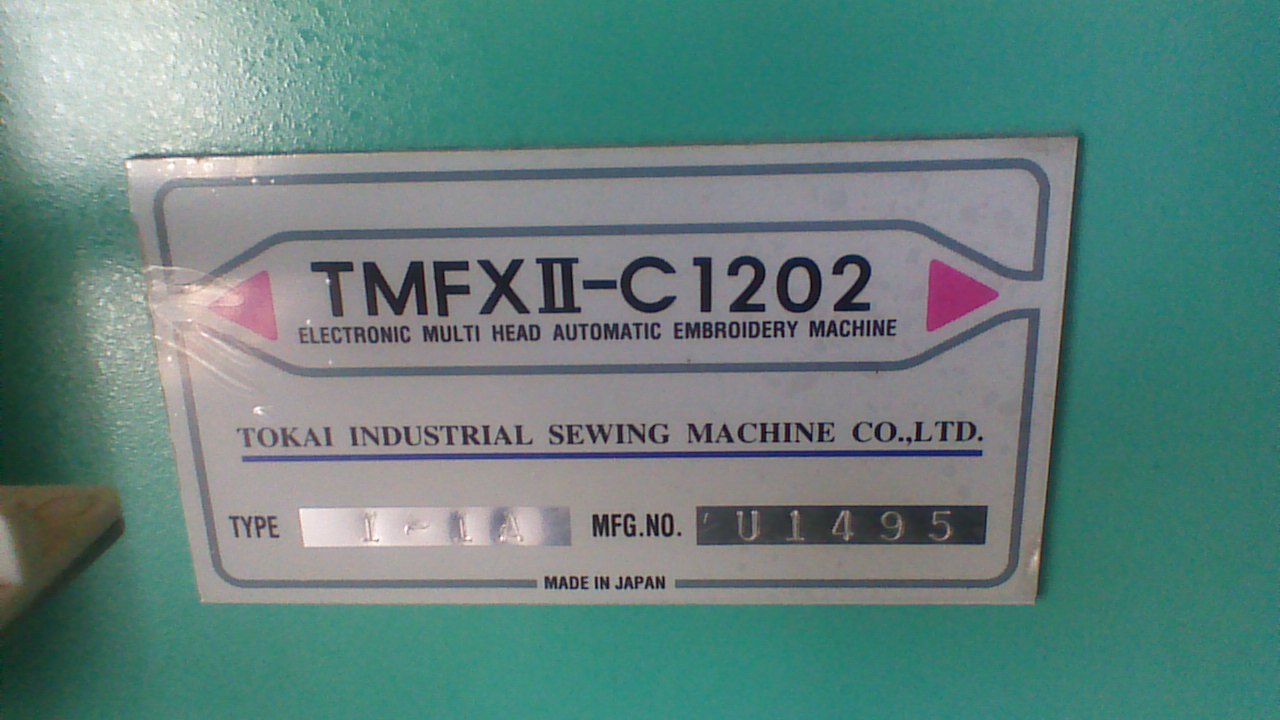 TMFXII-C1202
ELECTRONIC MULTI HEAD AUTOMATIC EMBROIDERY MACHINE
TOKAI INDUSTRIAL SEWING MACHINE CO.,LTD.
TYPE I-1A MFG.NO. U1495
MADE IN JAPAN